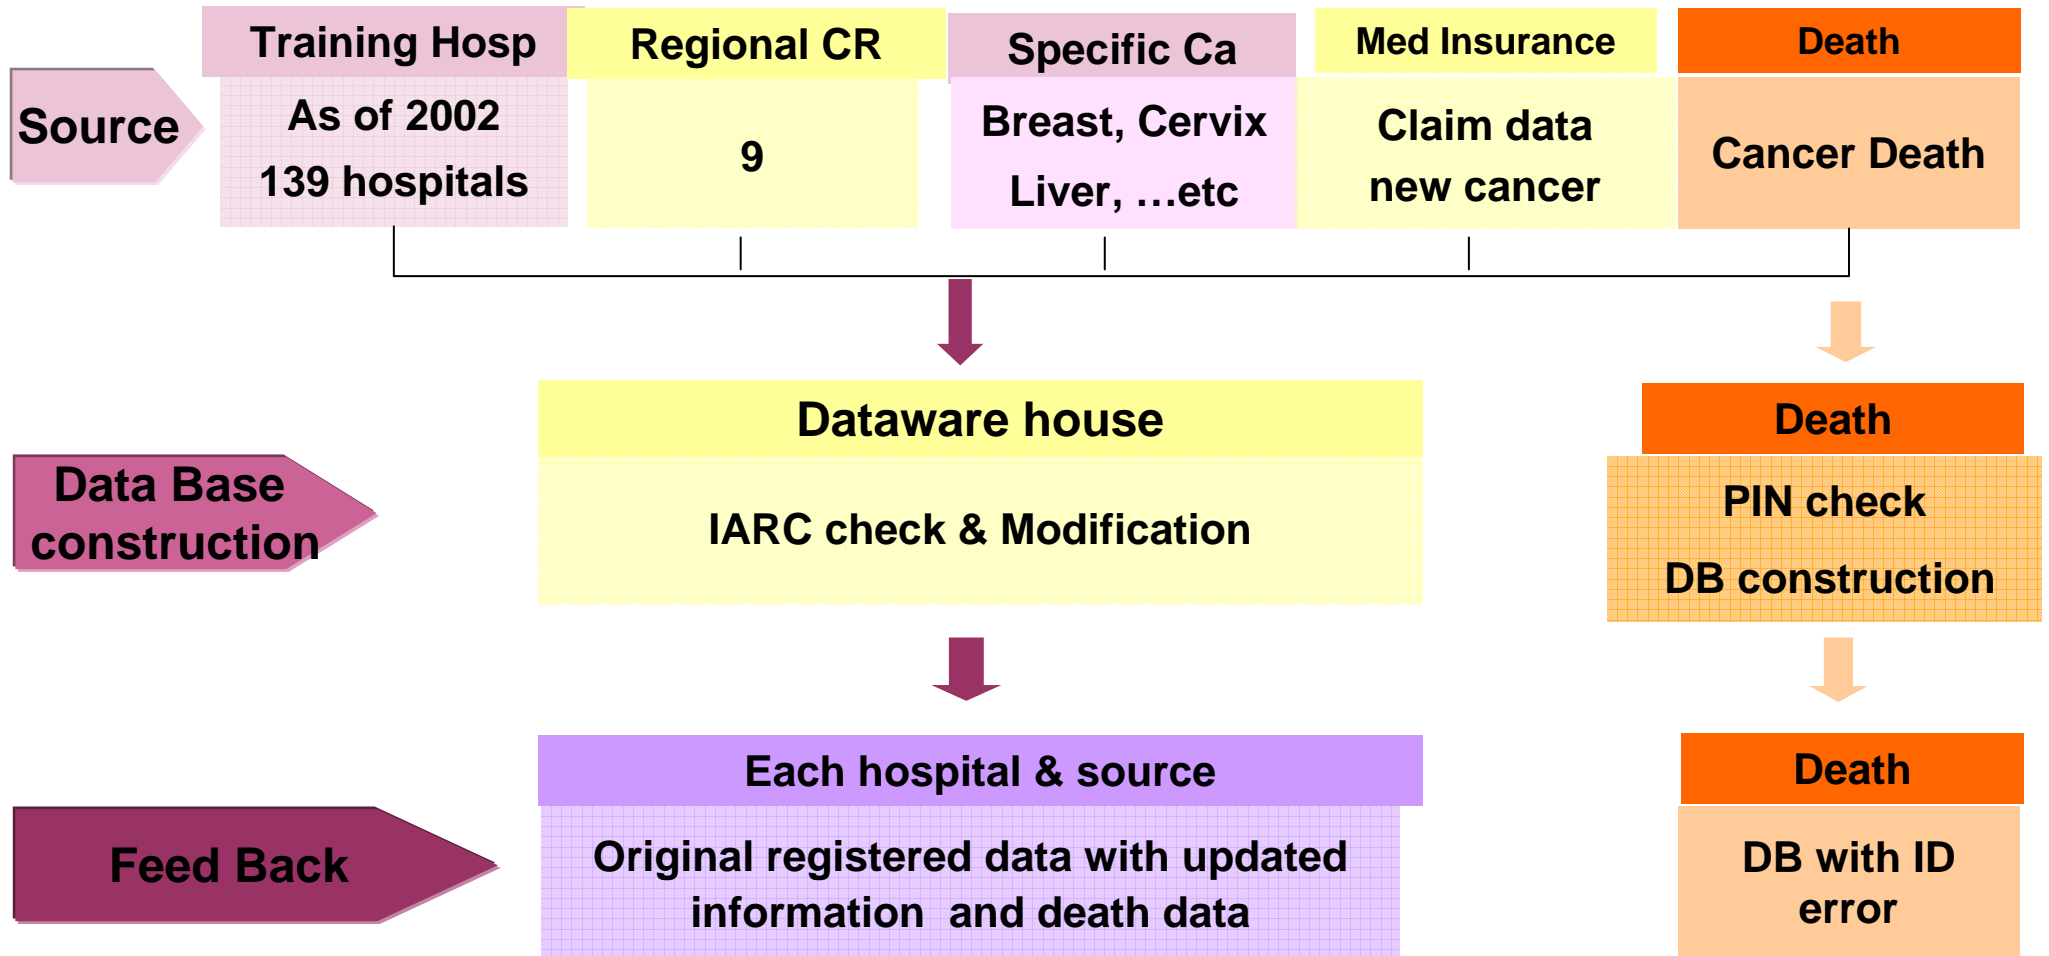 Source
Training Hosp
As of 2002
139 hospitals
Regional CR
9
Specific Ca
Breast, Cervix
Liver, …etc
Med Insurance
Claim data
new cancer
Death
Cancer Death
Data Base
construction
Dataware house
IARC check & Modification
Death
PIN check
DB construction
Feed Back
Each hospital & source
Original registered data with updated
information and death data
Death
DB with ID
error